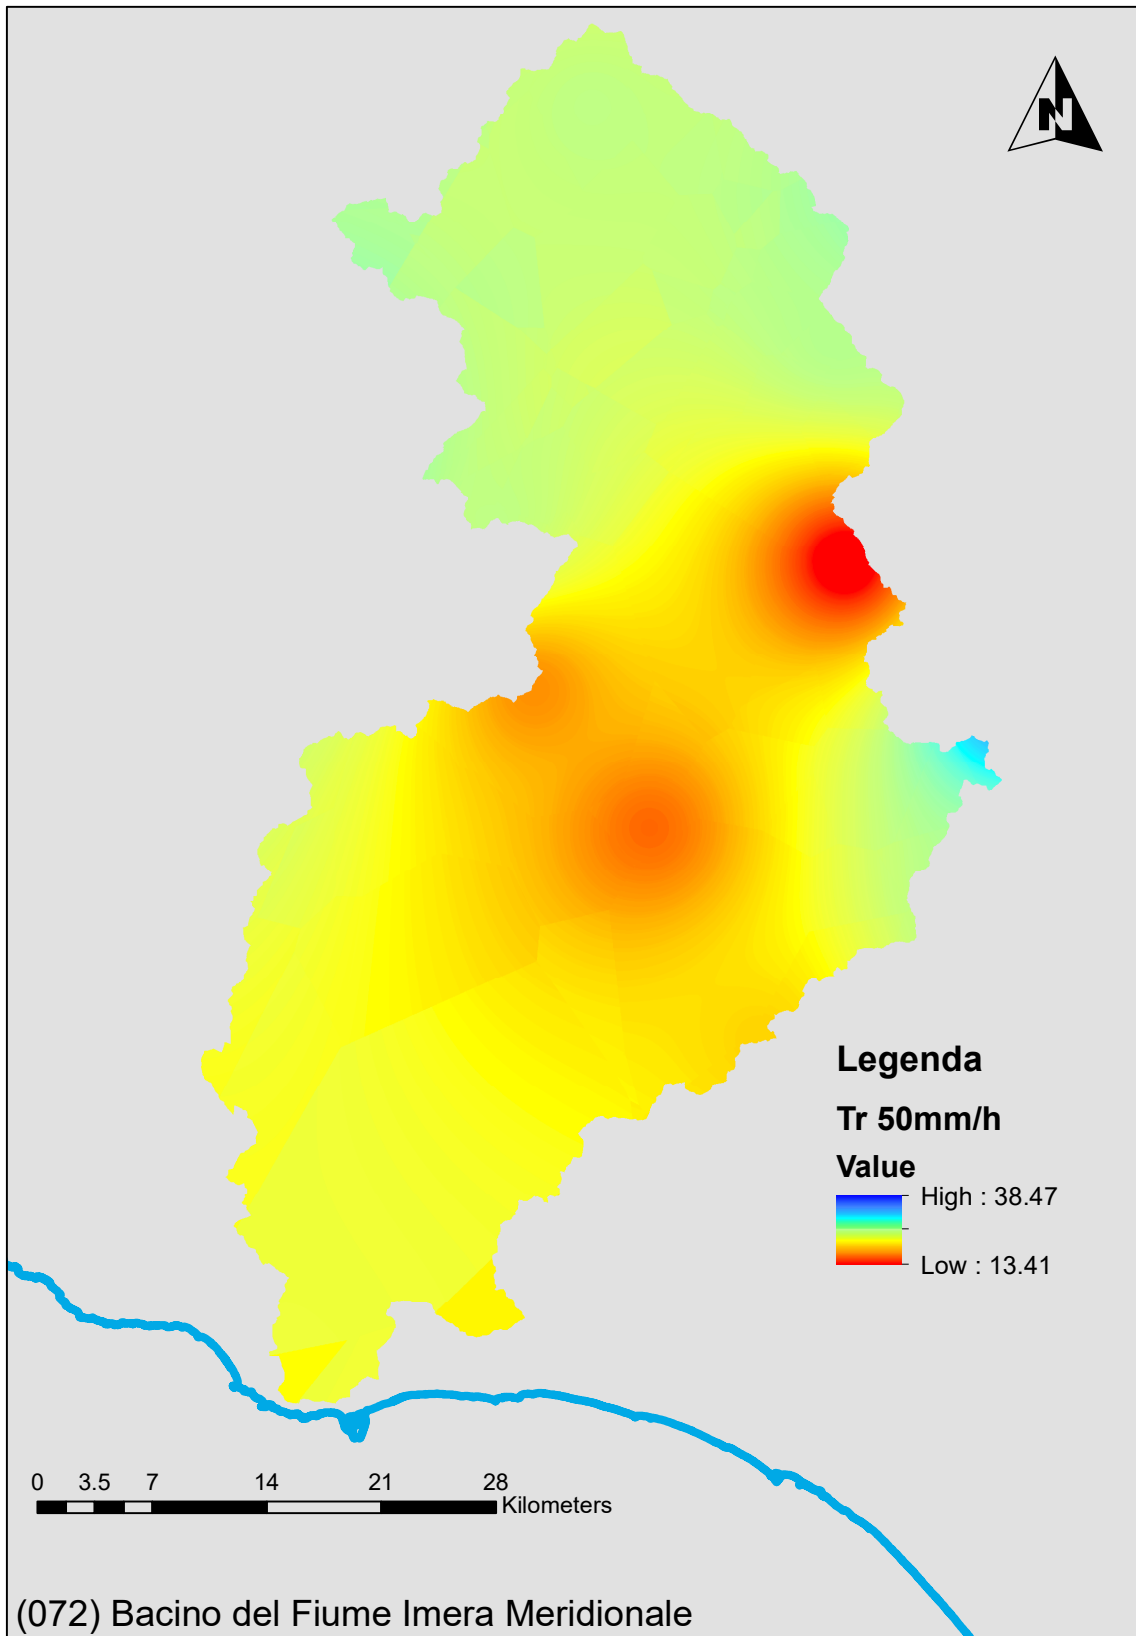 N
Legenda
Tr 50mm/h
Value
High : 38.47
Low : 13.41
0 3.5 7 14 21 28
Kilometers
(072) Bacino del Fiume Imera Meridionale